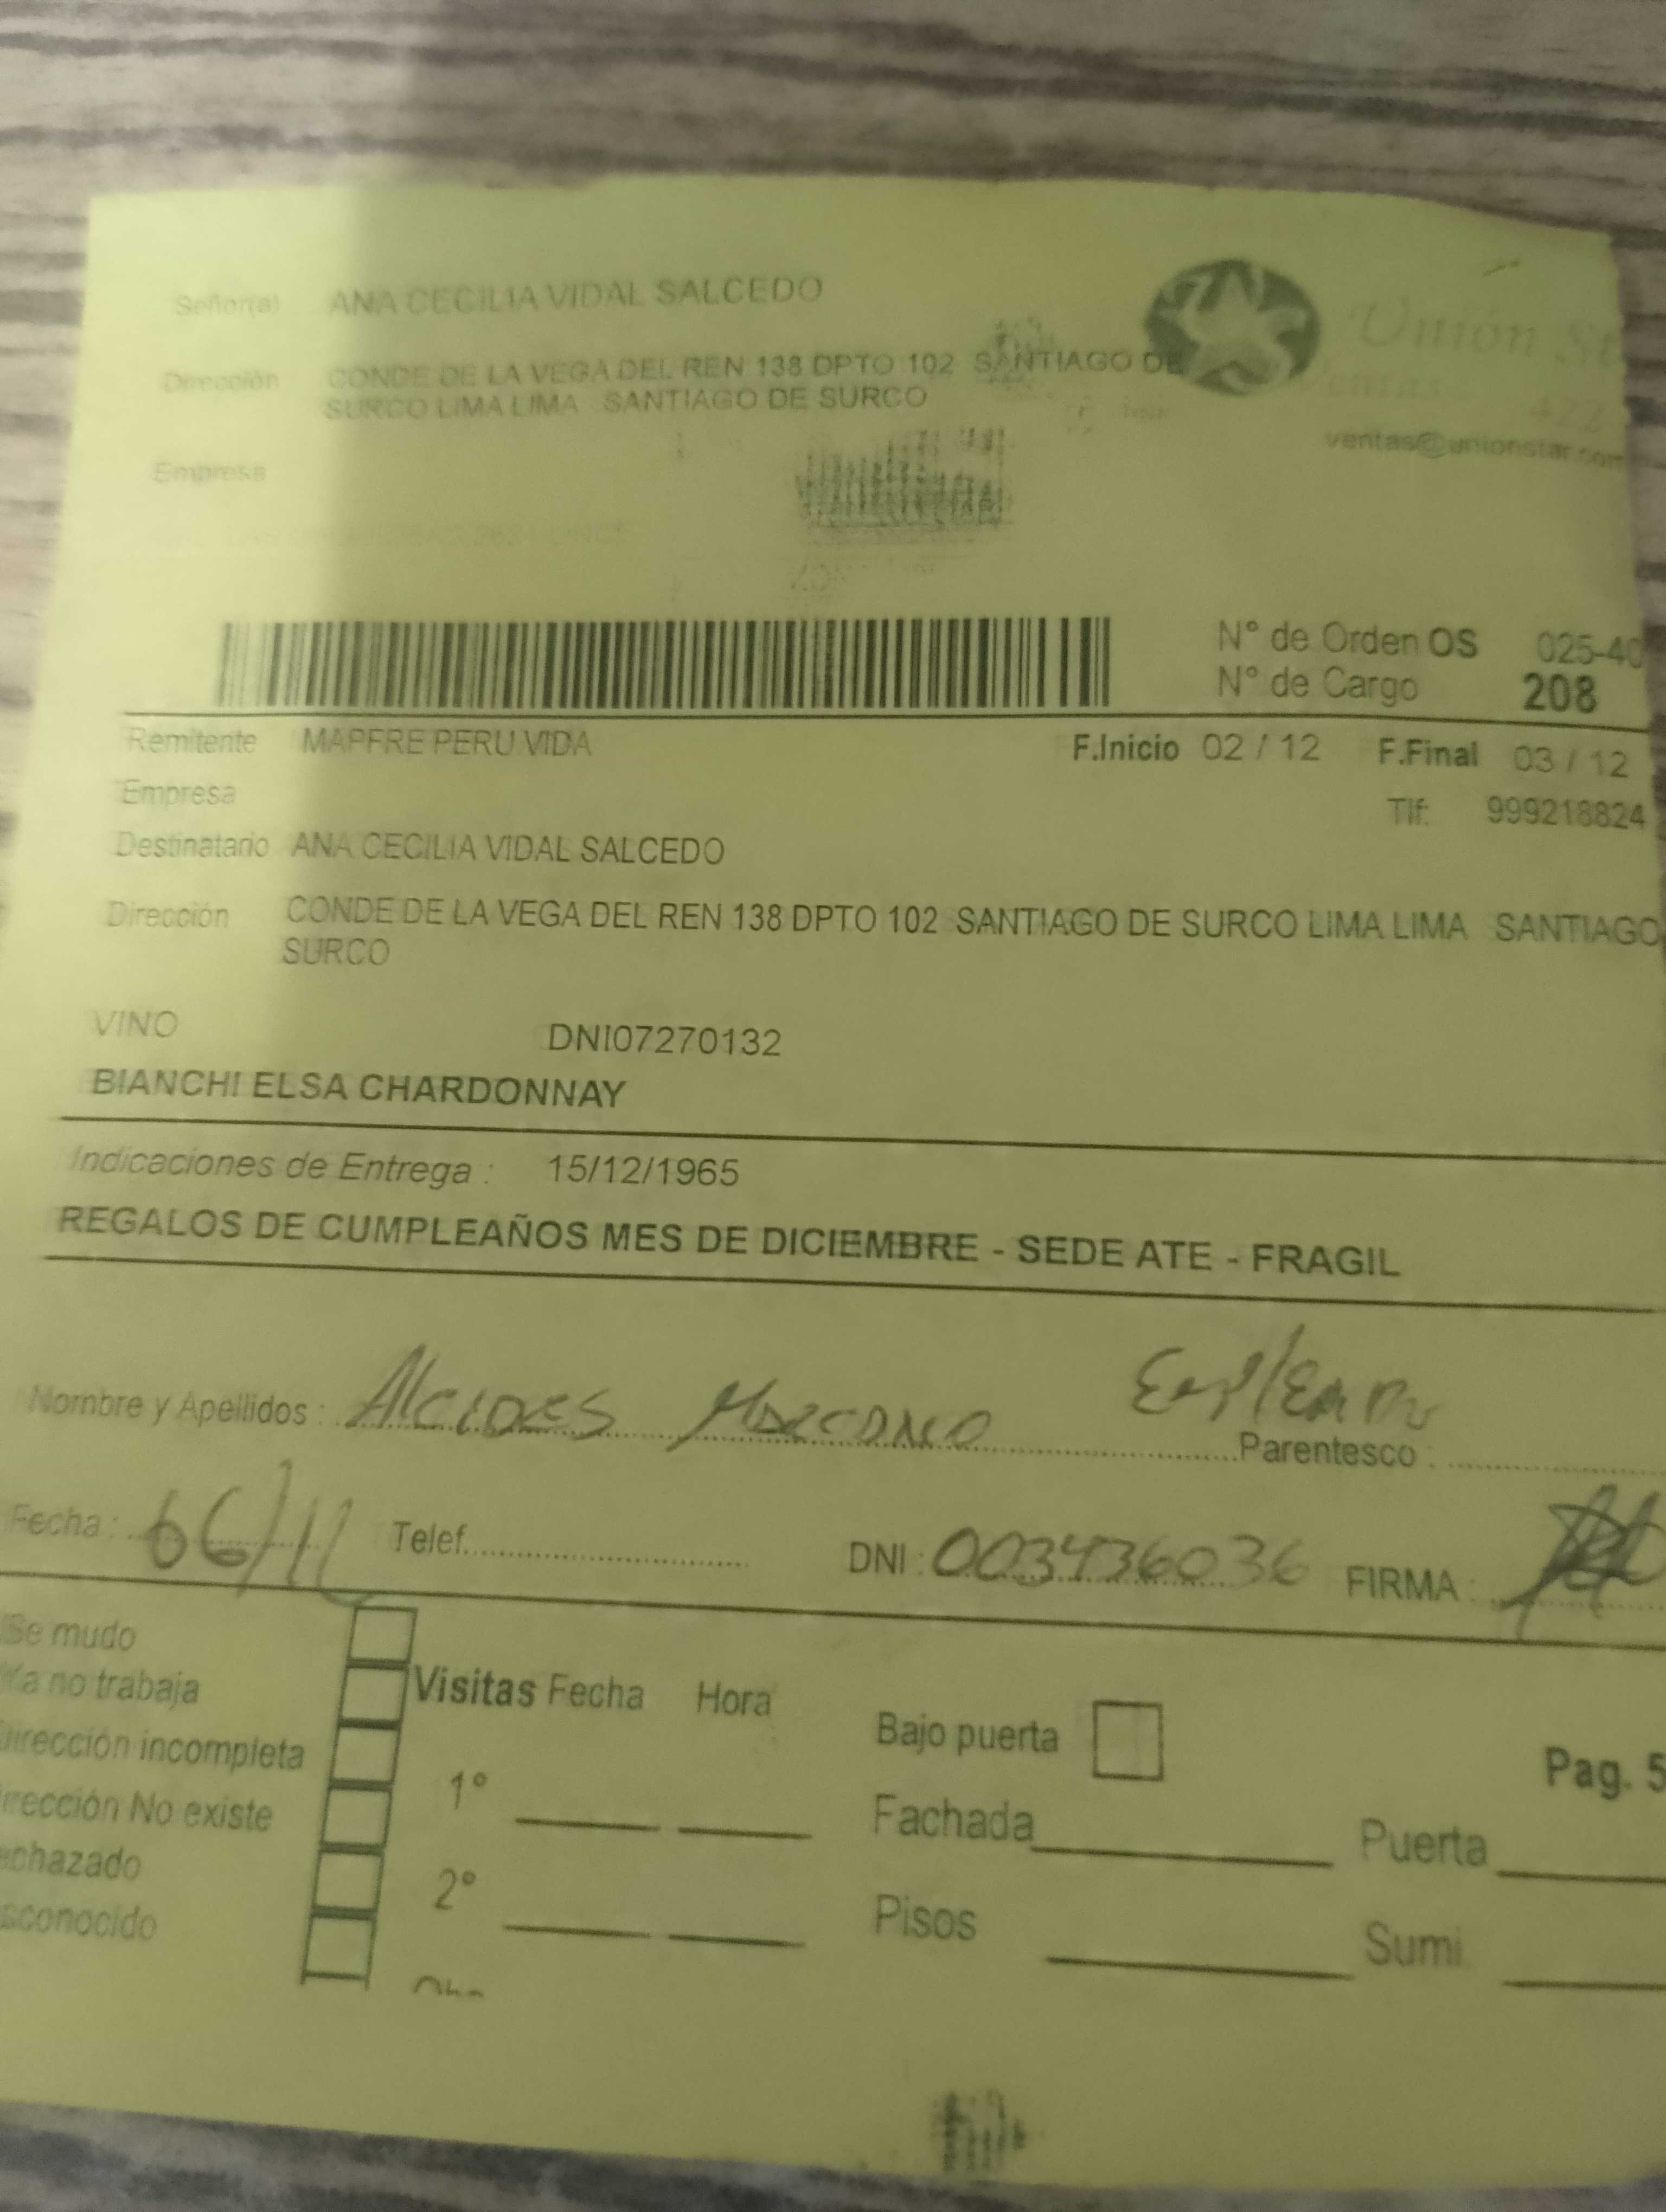 Señor(a) ANA CECILIA VIDAL SALCEDO
Dirección CONDE DE LA VEGA DEL REN 138 DPTO 102 SANTIAGO DE
SURCO LIMA LIMA SANTIAGO DE SURCO
Empresa
Unión St
ventas@unionstar.com
N° de Orden OS 025-40
N° de Cargo 208
Remitente MAPFRE PERU VIDA F.Inicio 02 / 12 F.Final 03 / 12
Empresa Tlf: 999218824
Destinatario ANA CECILIA VIDAL SALCEDO
Dirección CONDE DE LA VEGA DEL REN 138 DPTO 102 SANTIAGO DE SURCO LIMA LIMA SANTIAGO
SURCO
VINO DNI07270132
BIANCHI ELSA CHARDONNAY
Indicaciones de Entrega : 15/12/1965
REGALOS DE CUMPLEAÑOS MES DE DICIEMBRE - SEDE ATE - FRAGIL
Nombre y Apellidos : Alcides Marcano Parentesco :
Fecha : Telef. DNI : 003436036 FIRMA :
Se mudo
Ya no trabaja
Dirección incompleta
rrección No existe
echazado
sconocido
Visitas Fecha Hora
1°
2°
Bajo puerta
Pag. 5
Fachada Puerta
Pisos Sumi.